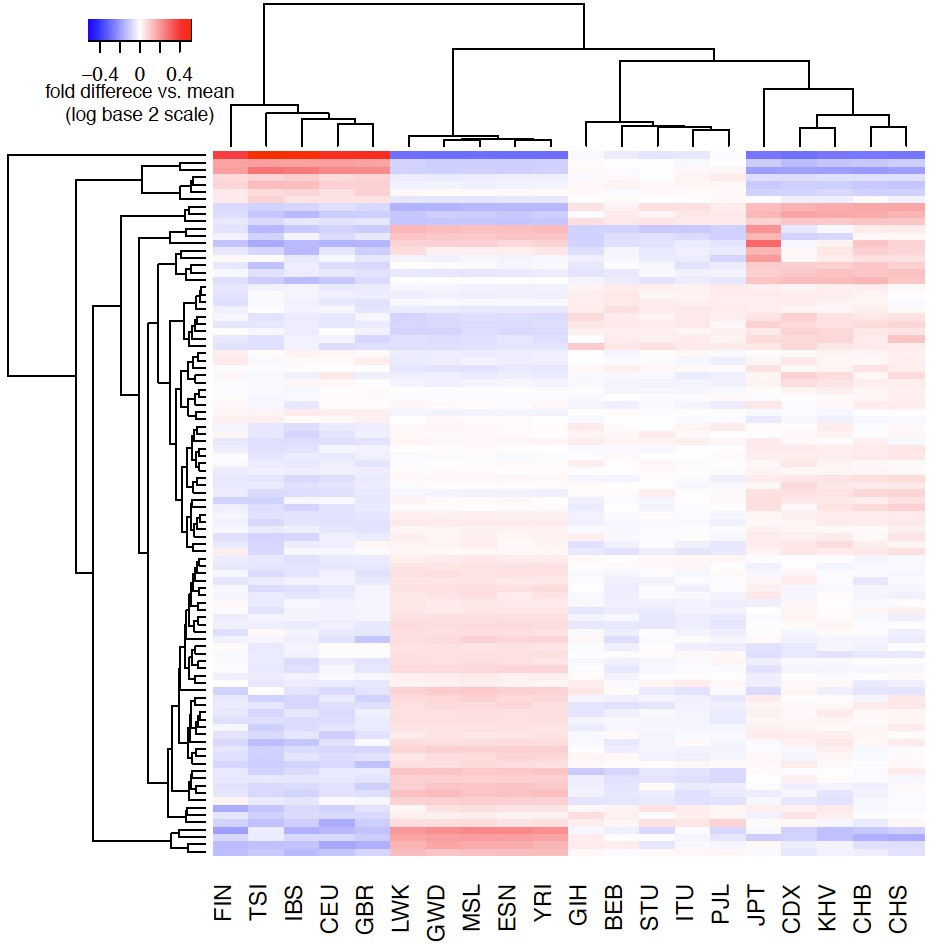 −0.4 0 0.4
fold differece vs. mean
(log base 2 scale)
FIN TSI IBS CEU GBR LWK GWD MSL ESN YRI GIH BEB STU ITU PJL JPT CDX KHV CHB CHS